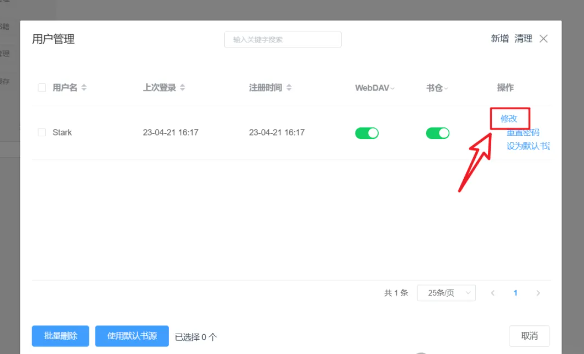 用户管理
输入关键字搜索
新增 清理
用户名 上次登录 注册时间 WebDAV 书仓 操作
修改
Stark 23-04-21 16:17 23-04-21 16:17
重置密码
设为默认书源
共 1 条 25条/页 1
批量删除 使用默认书源 已选择 0 个 取消